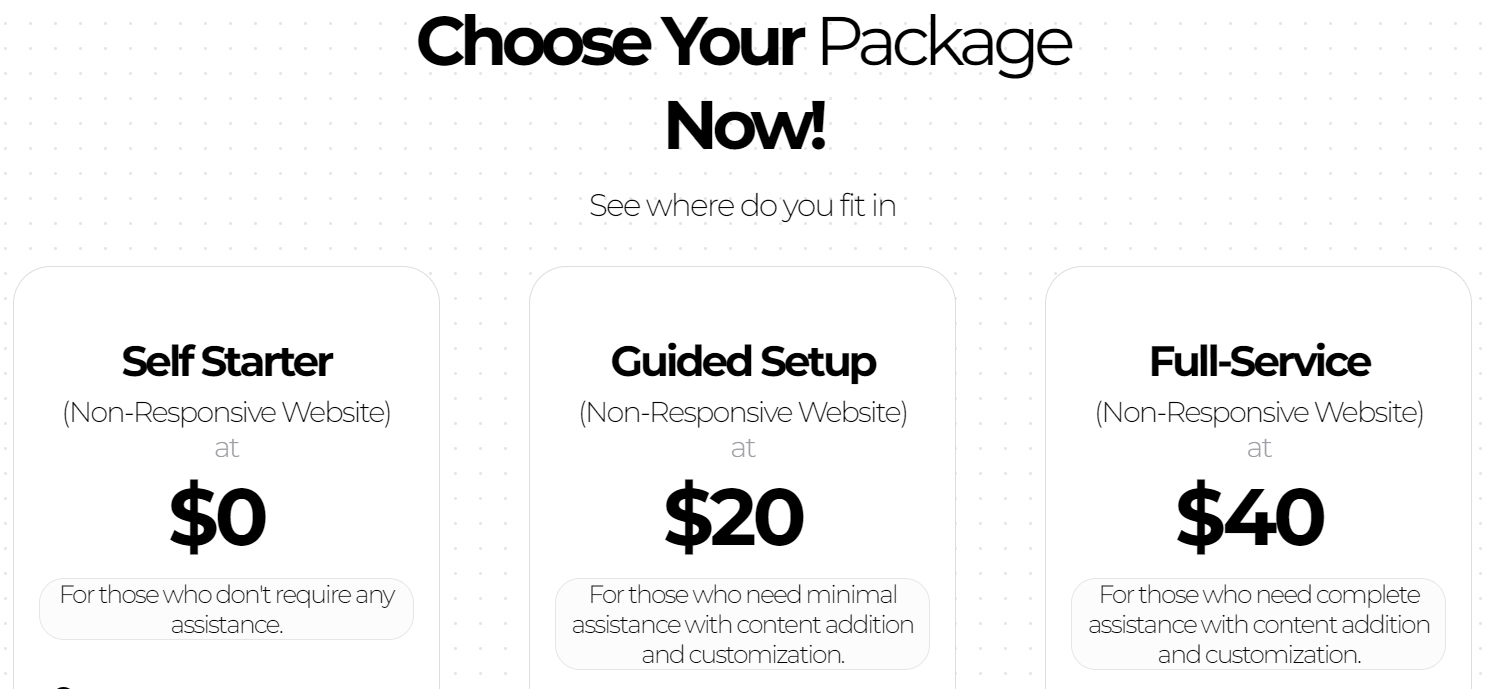 Choose Your Package
Now!
See where do you fit in
Self Starter
(Non-Responsive Website)
at
$0
For those who don't require any
assistance.
Guided Setup
(Non-Responsive Website)
at
$20
For those who need minimal
assistance with content addition
and customization.
Full-Service
(Non-Responsive Website)
at
$40
For those who need complete
assistance with content addition
and customization.